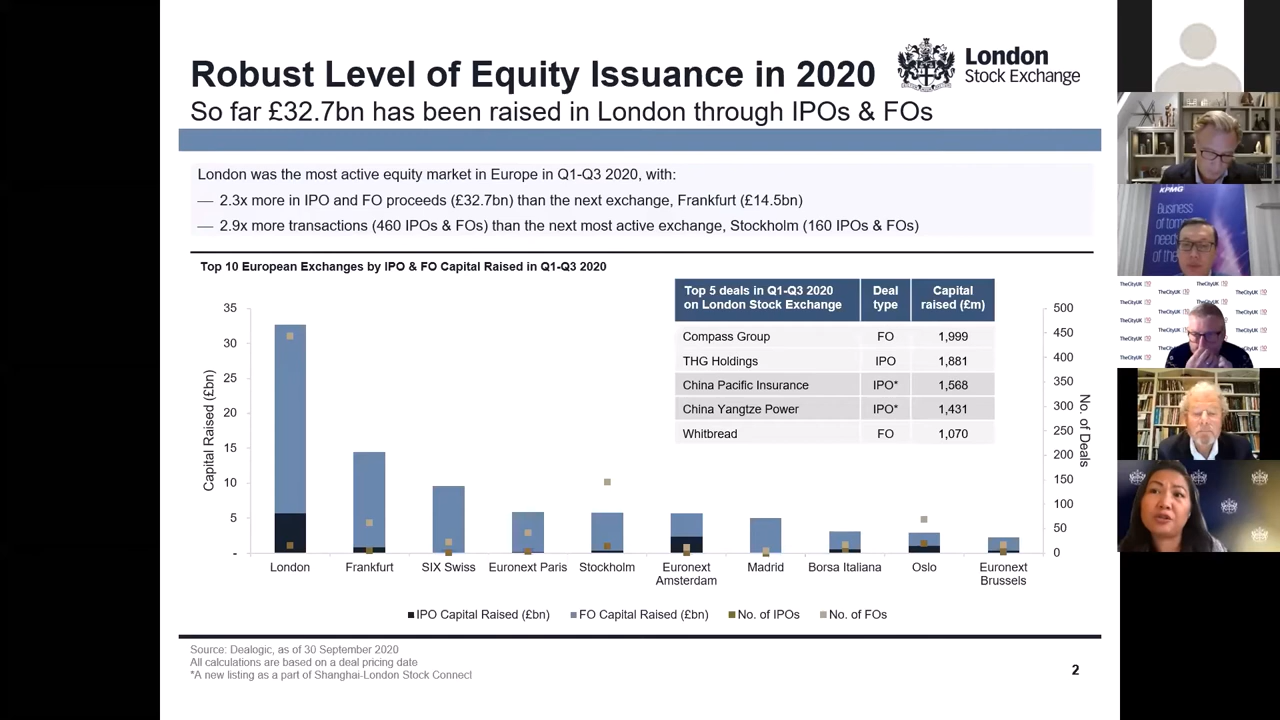 Robust Level of Equity Issuance in 2020
London
Stock Exchange
So far £32.7bn has been raised in London through IPOs & FOs
London was the most active equity market in Europe in Q1-Q3 2020, with:
— 2.3x more in IPO and FO proceeds (£32.7bn) than the next exchange, Frankfurt (£14.5bn)
— 2.9x more transactions (460 IPOs & FOs) than the next most active exchange, Stockholm (160 IPOs & FOs)
Top 10 European Exchanges by IPO & FO Capital Raised in Q1-Q3 2020
Top 5 deals in Q1-Q3 2020 on London Stock Exchange Deal type Capital raised (£m)
Compass Group FO 1,999
THG Holdings IPO 1,881
China Pacific Insurance IPO* 1,568
China Yangtze Power IPO* 1,431
Whitbread FO 1,070
Capital Raised (£bn)
35
30
25
20
15
10
5
-
No. of Deals
500
450
400
350
300
250
200
150
100
50
0
London
Frankfurt
SIX Swiss
Euronext Paris
Stockholm
Euronext Amsterdam
Madrid
Borsa Italiana
Oslo
Euronext Brussels
IPO Capital Raised (£bn) FO Capital Raised (£bn) No. of IPOs No. of FOs
Source: Dealogic, as of 30 September 2020
All calculations are based on a deal pricing date
*A new listing as a part of Shanghai-London Stock Connect
2
KPMG
Business
of tom
need
of the
TheCityUK